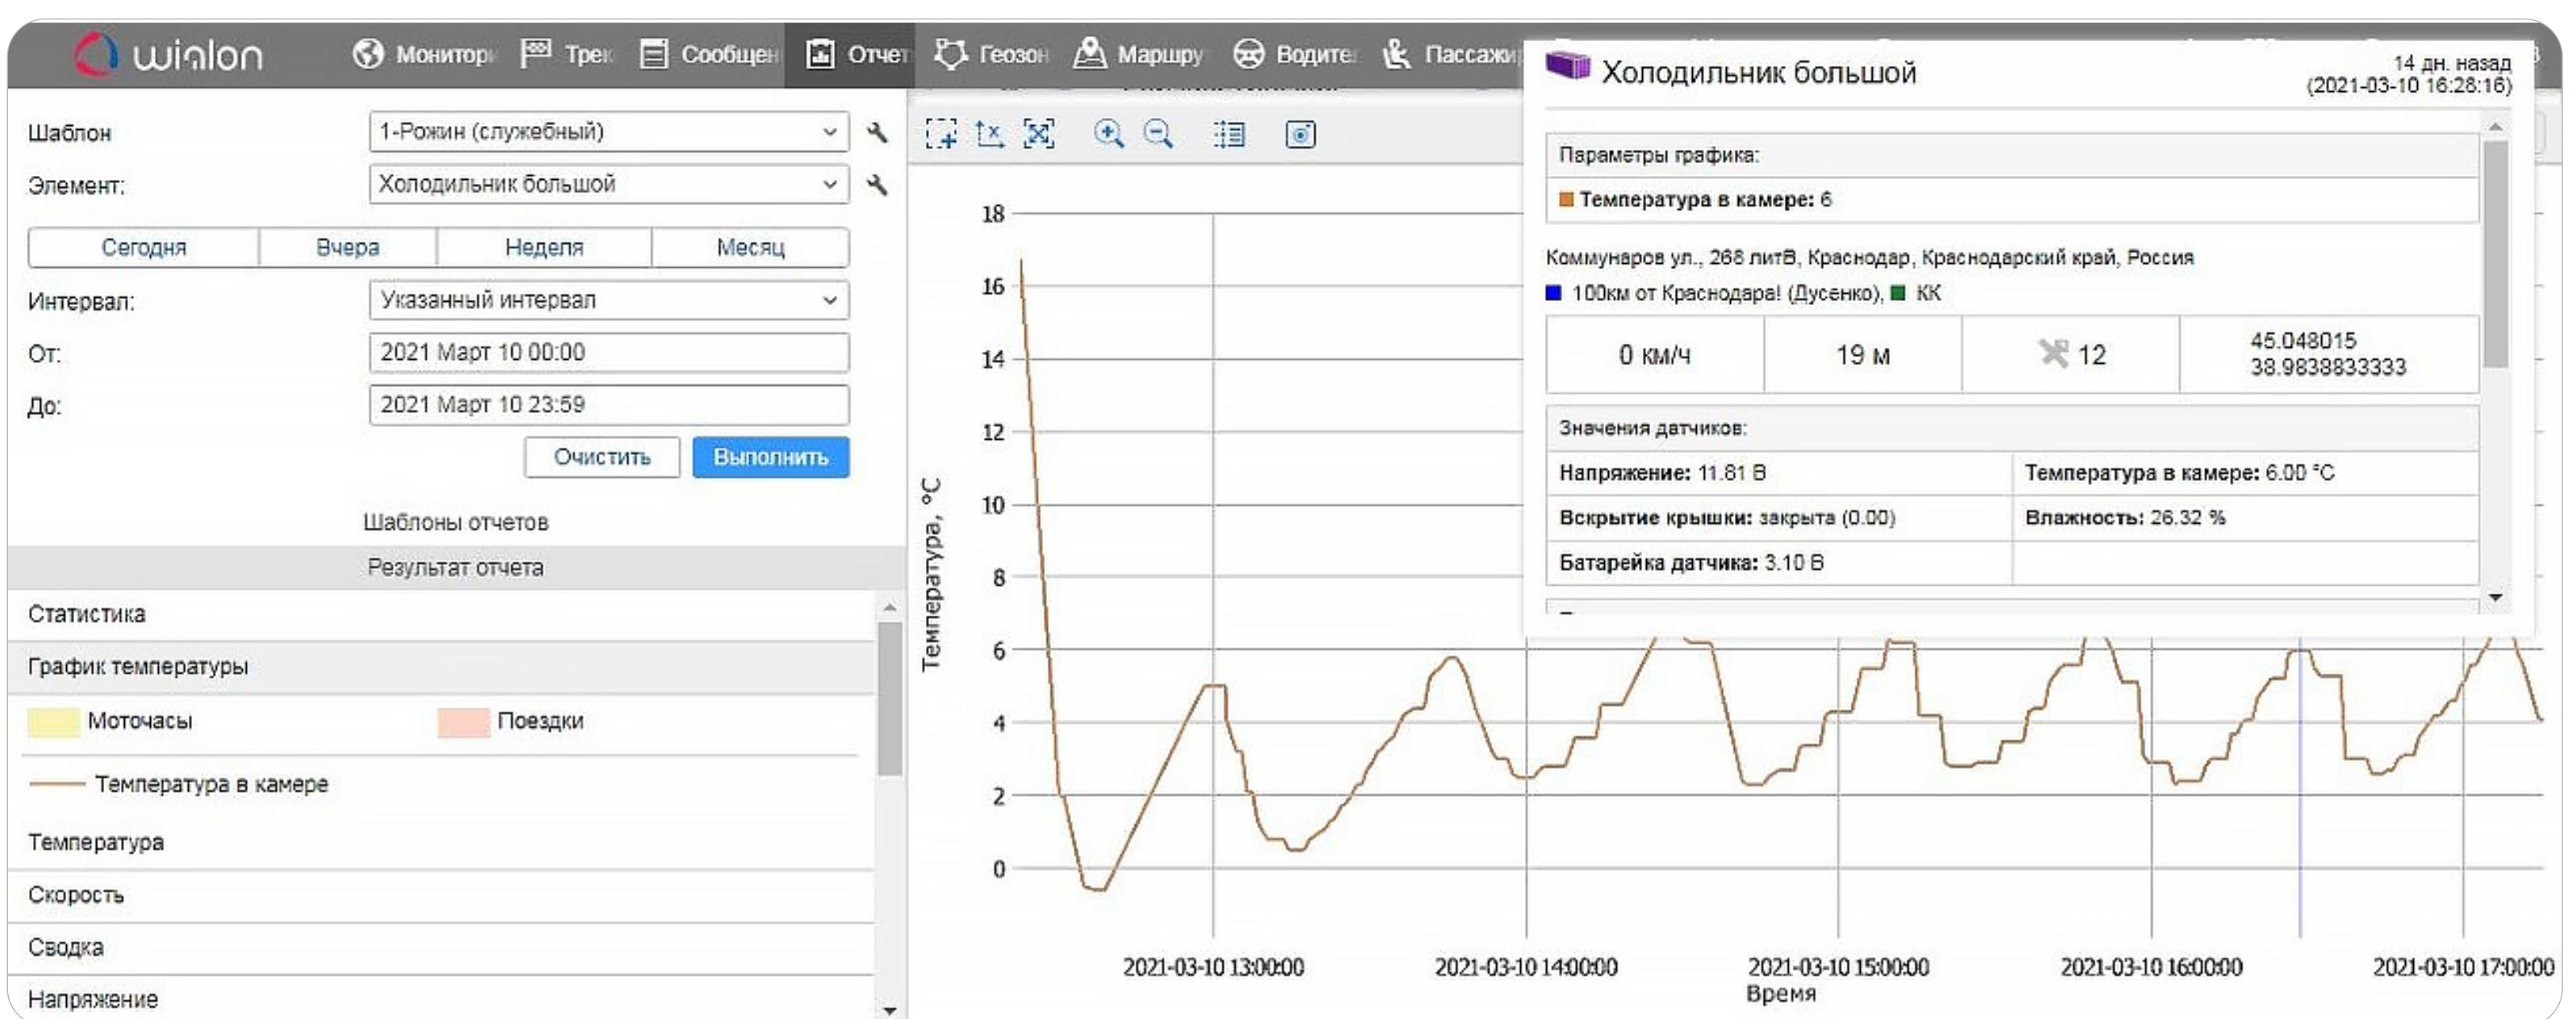 wialon
Монитори
Трек
Сообщен
Отчет
Геозон
Маршру
Водите
Пассажи
Шаблон
1-Рожин (служебный)
Элемент:
Холодильник большой
Сегодня
Вчера
Неделя
Месяц
Интервал:
Указанный интервал
От:
2021 Март 10 00:00
До:
2021 Март 10 23:59
Очистить
Выполнить
Шаблоны отчетов
Результат отчета
Статистика
График температуры
Моточасы
Поездки
Температура в камере
Температура
Скорость
Сводка
Напряжение
Холодильник большой
14 дн. назад
(2021-03-10 16:28:16)
Параметры графика:
Температура в камере: 6
Коммунаров ул., 268 литВ, Краснодар, Краснодарский край, Россия
100км от Краснодара! (Дусенко), КК
0 км/ч
19 м
12
45.048015
38.9838833333
Значения датчиков:
Напряжение: 11.81 В
Температура в камере: 6.00 °C
Вскрытие крышки: закрыта (0.00)
Влажность: 26.32 %
Батарейка датчика: 3.10 В
Температура, °C
18
16
14
12
10
8
6
4
2
0
2021-03-10 13:00:00
2021-03-10 14:00:00
2021-03-10 15:00:00
2021-03-10 16:00:00
2021-03-10 17:00:00
Время